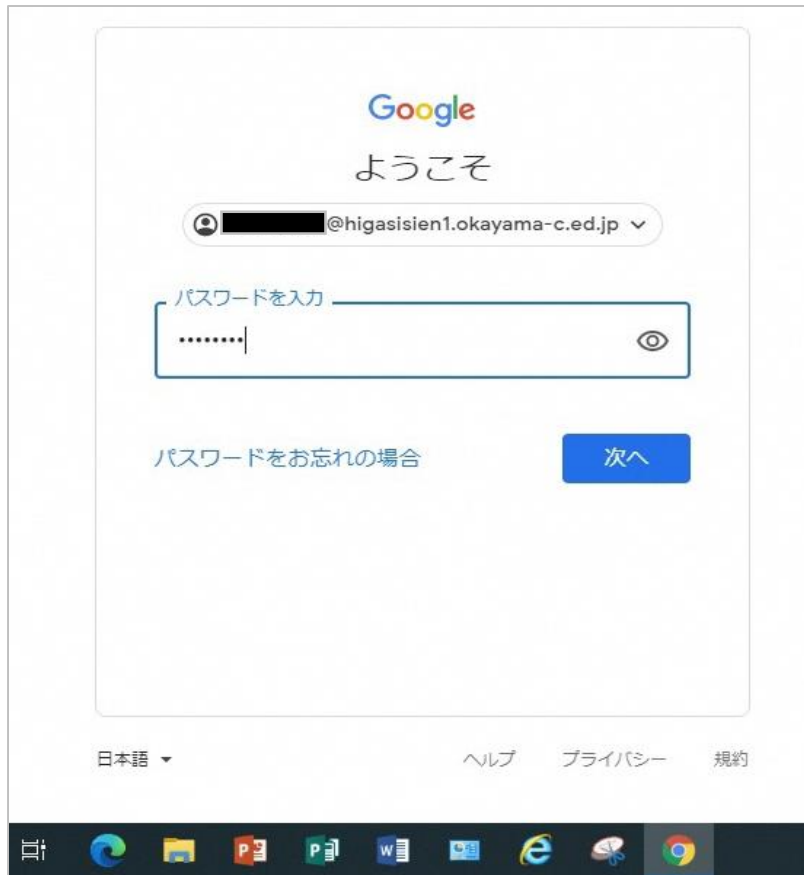 Google
ようこそ
@higasisien1.okayama-c.ed.jp
パスワードを入力
••••••••
パスワードをお忘れの場合
次へ
日本語
ヘルプ プライバシー 規約